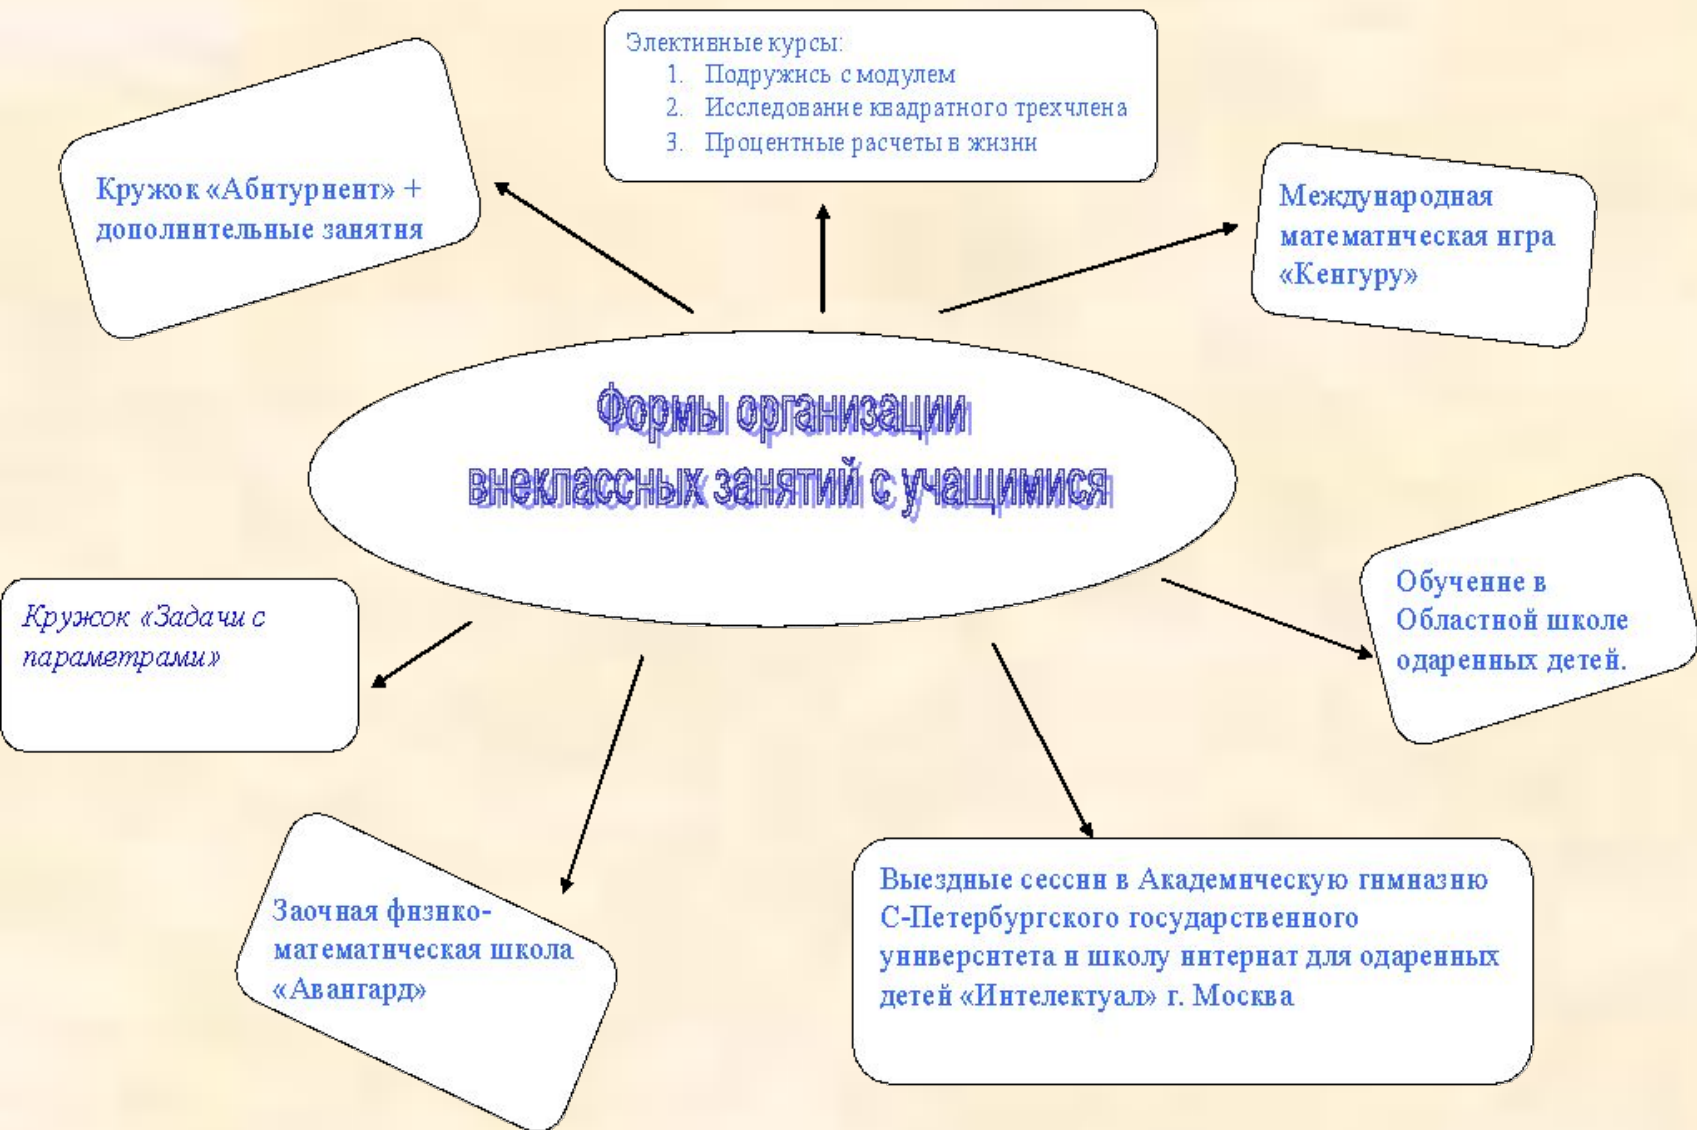 Элективные курсы:
1. Подружись с модулем
2. Исследование квадратного трехчлена
3. Процентные расчеты в жизни
Кружок «Абитуриент» +
дополнительные занятия
Международная
математическая игра
«Кенгуру»
Формы организации
внеклассных занятий с учащимися
Обучение в
Областной школе
одаренных детей.
Кружок «Задачи с
параметрами»
Заочная физико-
математическая школа
«Авангард»
Выездные сессии в Академическую гимназию
С-Петербургского государственного
университета и школу интернат для одаренных
детей «Интелектуал» г. Москва